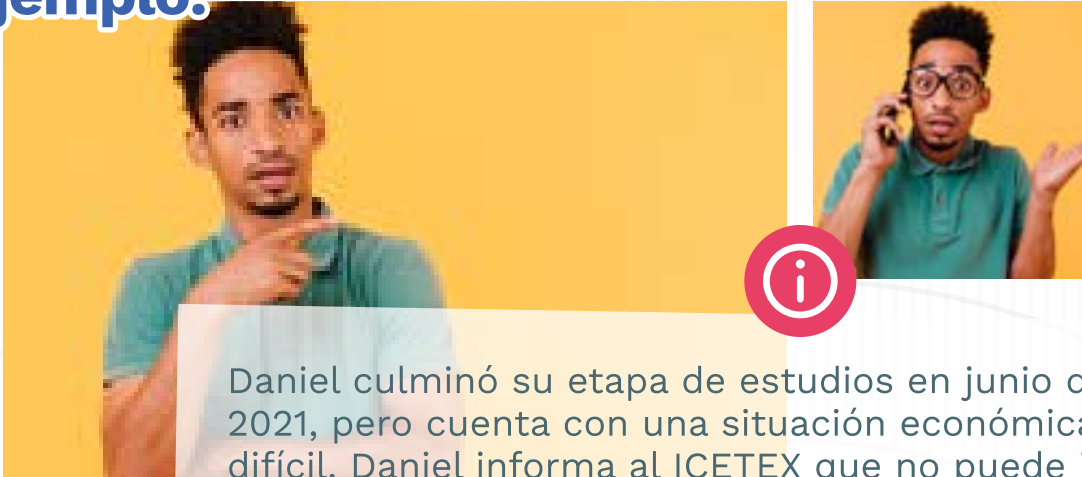 Daniel culminó su etapa de estudios en junio
2021, pero cuenta con una situación económica
difícil. Daniel informa al ICETEX que no puede